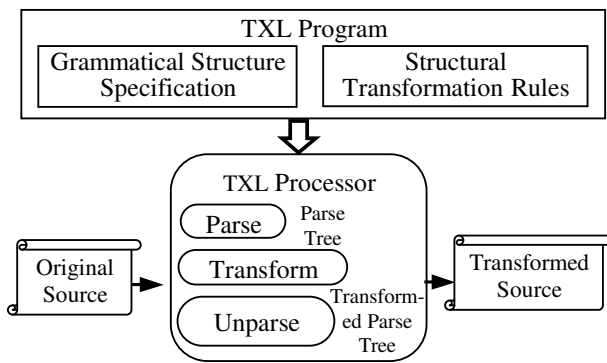 TXL Program
Grammatical Structure
Specification
Structural
Transformation Rules
TXL Processor
Parse
Parse
Tree
Original
Source
Transform
Transformed
Source
Unparse
Transform-
ed Parse
Tree